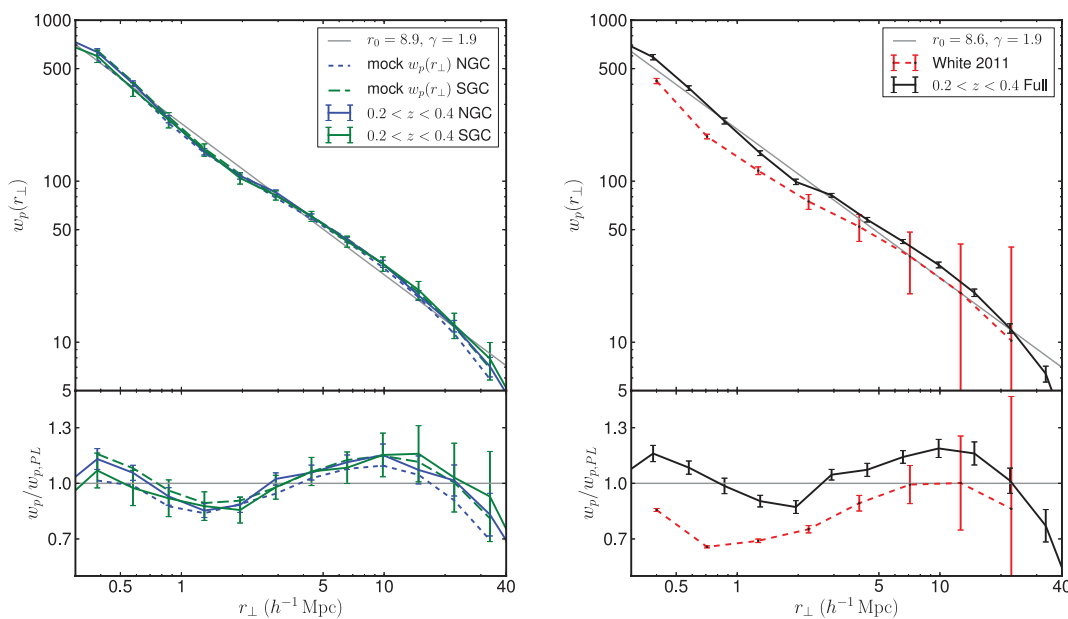 1000
500
100
50
10
5
w_p(r_⊥)
r_0 = 8.9, γ = 1.9
mock w_p(r_⊥) NGC
mock w_p(r_⊥) SGC
0.2 < z < 0.4 NGC
0.2 < z < 0.4 SGC
1.3
1.0
0.7
w_p/w_{p,PL}
0.5 1 5 10 40
r_⊥ (h^{-1} Mpc)
1000
500
100
50
10
5
w_p(r_⊥)
r_0 = 8.6, γ = 1.9
White 2011
0.2 < z < 0.4 Full
1.3
1.0
0.7
w_p/w_{p,PL}
0.5 1 5 10 40
r_⊥ (h^{-1} Mpc)